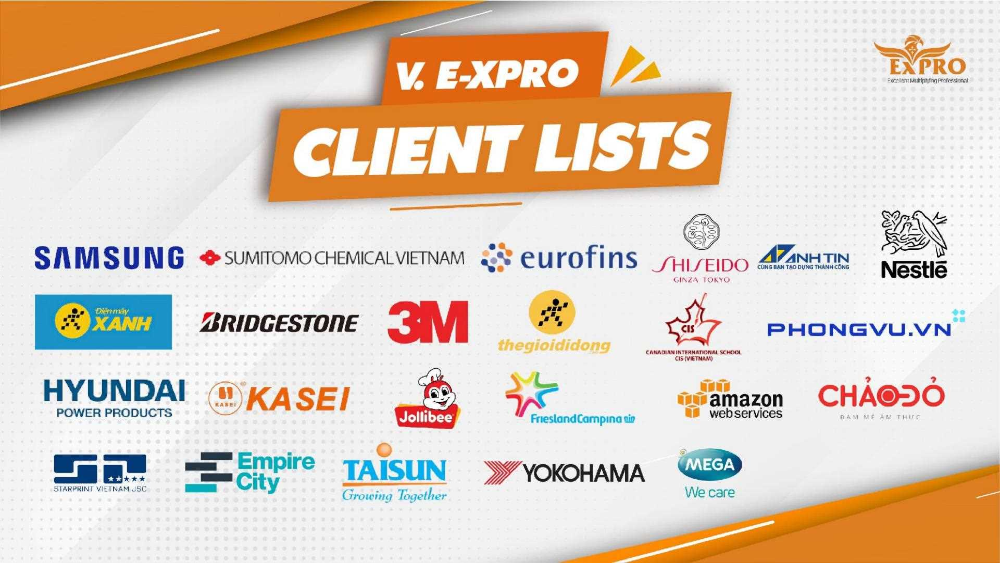 V. E-XPRO
CLIENT LISTS
EXPRO
Excellent Multiplying Professional
SAMSUNG
SUMITOMO CHEMICAL VIETNAM
eurofins
SHISEIDO
GINZA TOKYO
ANH TIN
CÙNG BẠN TẠO DỰNG THÀNH CÔNG
Nestlé
Điện máy
XANH
BRIDGESTONE
3M
thegioididong
.com
CIS
CANADIAN INTERNATIONAL SCHOOL
CIS (VIETNAM)
PHONGVU.VN
HYUNDAI
POWER PRODUCTS
KASEI
KASEI
Jollibee
FrieslandCampina
amazon
web services
CHẢO ĐỎ
ĐAM MÊ ẨM THỰC
STARPRINT VIETNAM JSC
Empire
City
TAISUN
Growing Together
YOKOHAMA
MEGA
We care